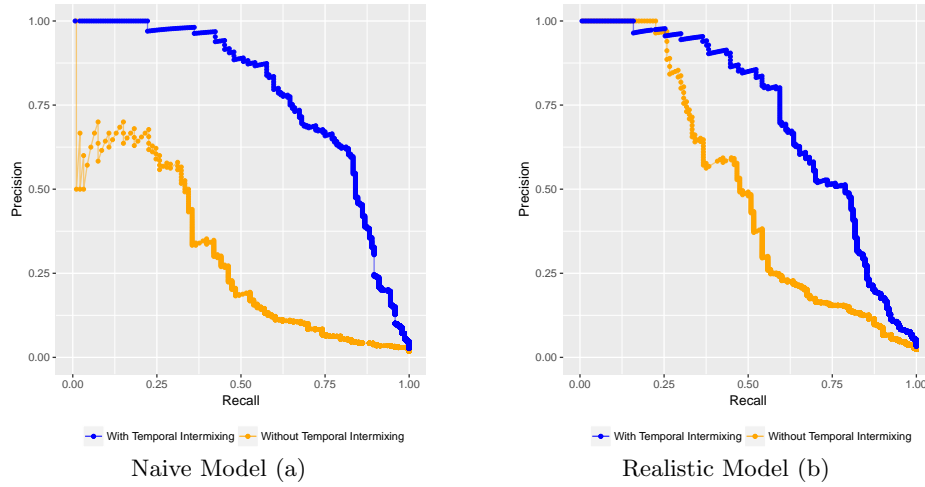 1.00
0.75
0.50
0.25
0.00
Precision
0.00 0.25 0.50 0.75 1.00
Recall
With Temporal Intermixing Without Temporal Intermixing
Naive Model (a)
1.00
0.75
0.50
0.25
0.00
Precision
0.00 0.25 0.50 0.75 1.00
Recall
With Temporal Intermixing Without Temporal Intermixing
Realistic Model (b)